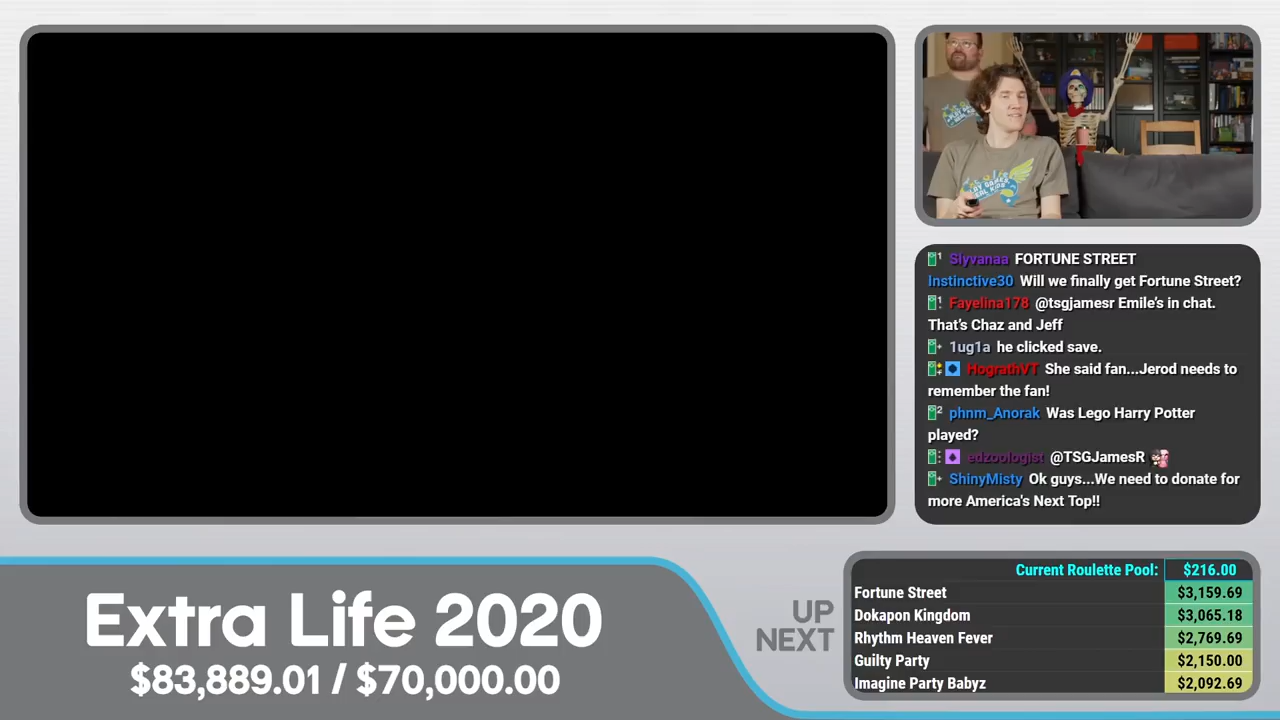 Slyvanaa FORTUNE STREET
Instinctive30 Will we finally get Fortune Street?
Fayelina178 @tsgjamesr Emile's in chat.
That's Chaz and Jeff
1ug1a he clicked save.
HograthVT She said fan...Jerod needs to
remember the fan!
phnm_Anorak Was Lego Harry Potter
played?
edzoologist @TSGJamesR
ShinyMisty Ok guys...We need to donate for
more America's Next Top!!
Extra Life 2020
$83,889.01 / $70,000.00
UP
NEXT
Current Roulette Pool: $216.00
Fortune Street $3,159.69
Dokapon Kingdom $3,065.18
Rhythm Heaven Fever $2,769.69
Guilty Party $2,150.00
Imagine Party Babyz $2,092.69